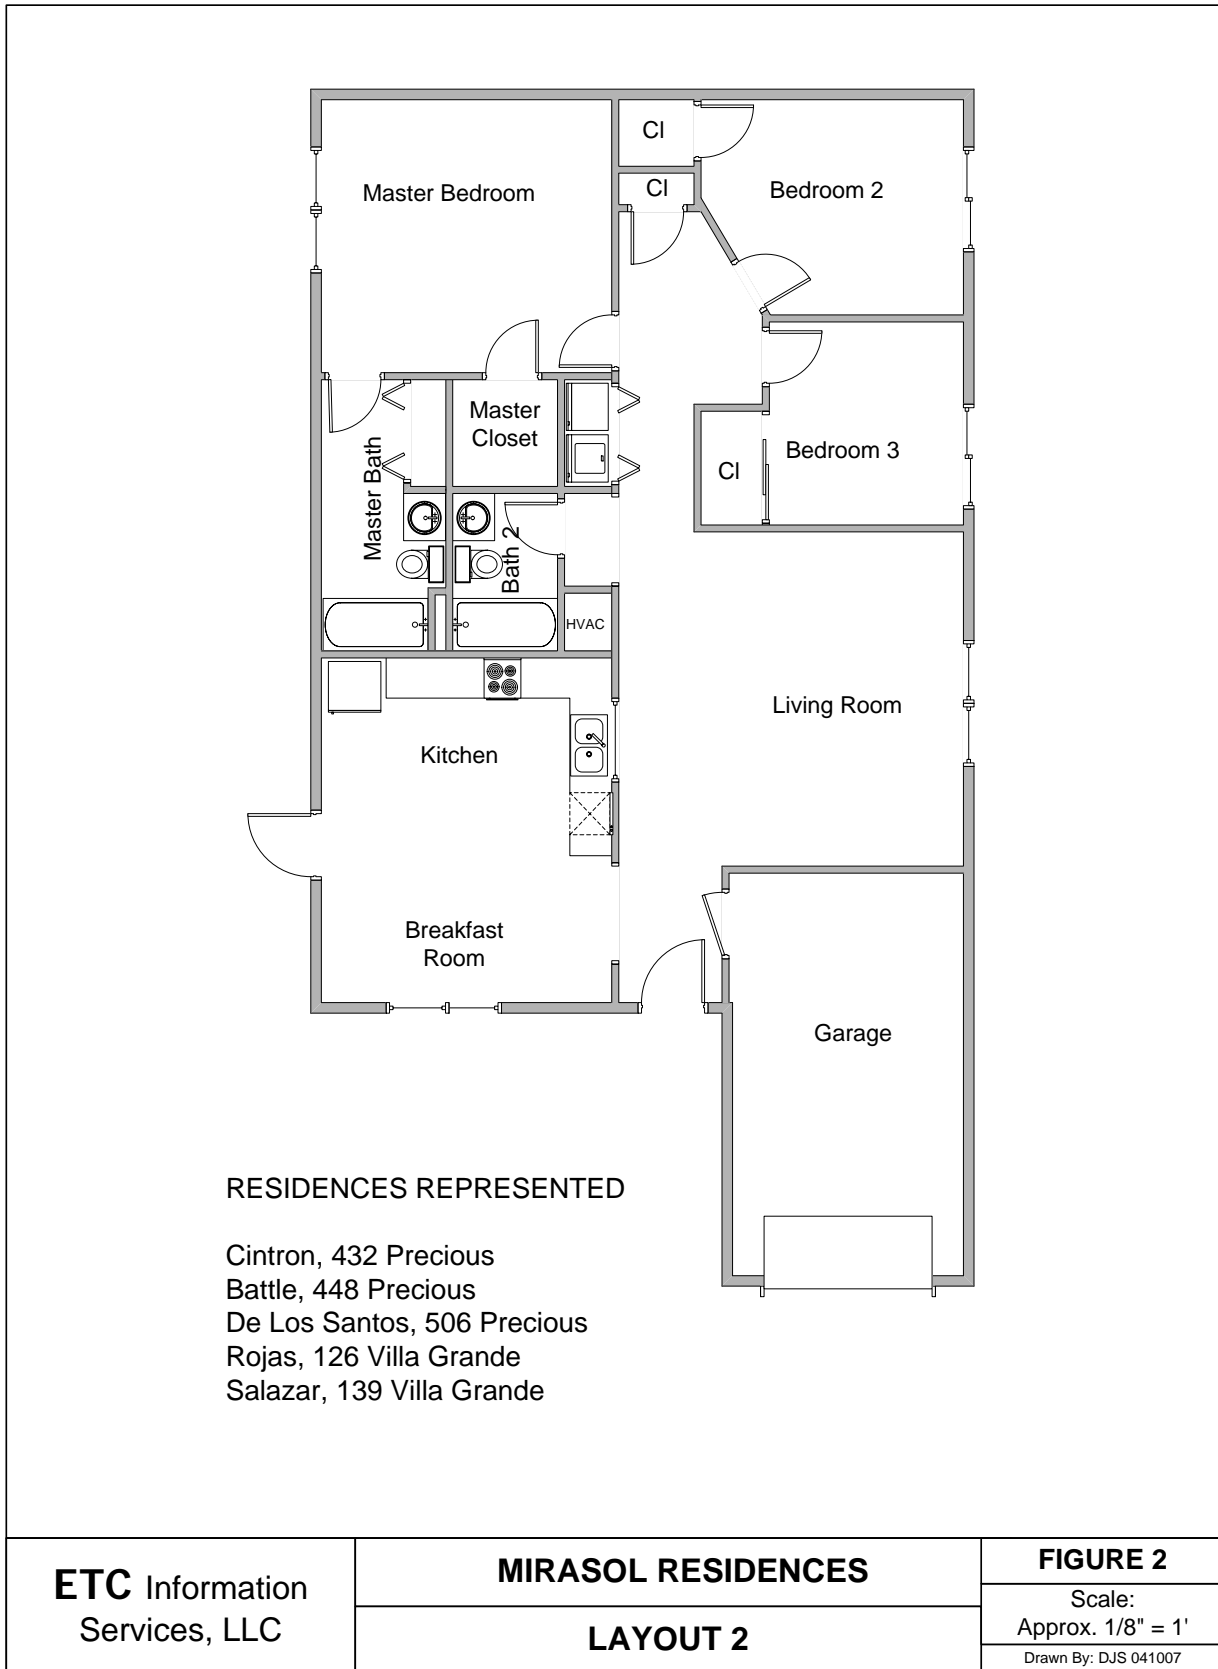 Cl
Cl
Master Bedroom
Bedroom 2
Master
Closet
Master Bath
Bedroom 3
Cl
Bath 2
HVAC
Living Room
Kitchen
Breakfast
Room
Garage
RESIDENCES REPRESENTED
Cintron, 432 Precious
Battle, 448 Precious
De Los Santos, 506 Precious
Rojas, 126 Villa Grande
Salazar, 139 Villa Grande
ETC Information
Services, LLC
MIRASOL RESIDENCES
LAYOUT 2
FIGURE 2
Scale:
Approx. 1/8" = 1'
Drawn By: DJS 041007